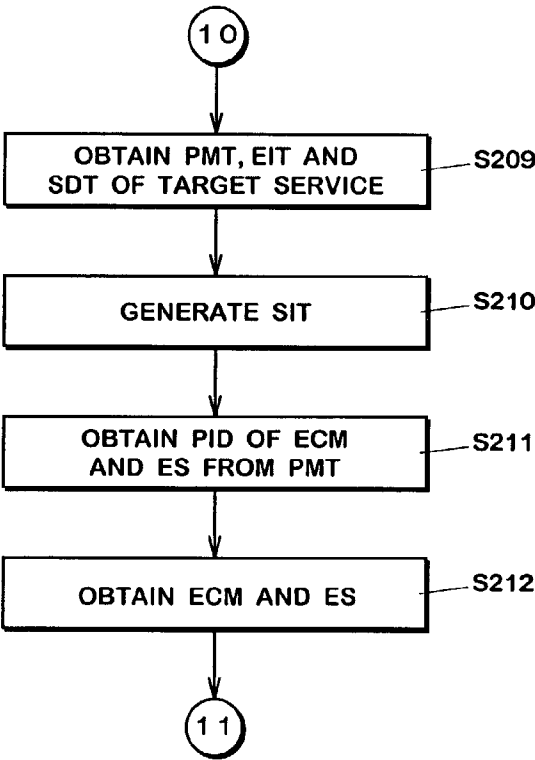 10
OBTAIN PMT, EIT AND
SDT OF TARGET SERVICE
S209
GENERATE SIT
S210
OBTAIN PID OF ECM
AND ES FROM PMT
S211
OBTAIN ECM AND ES
S212
11